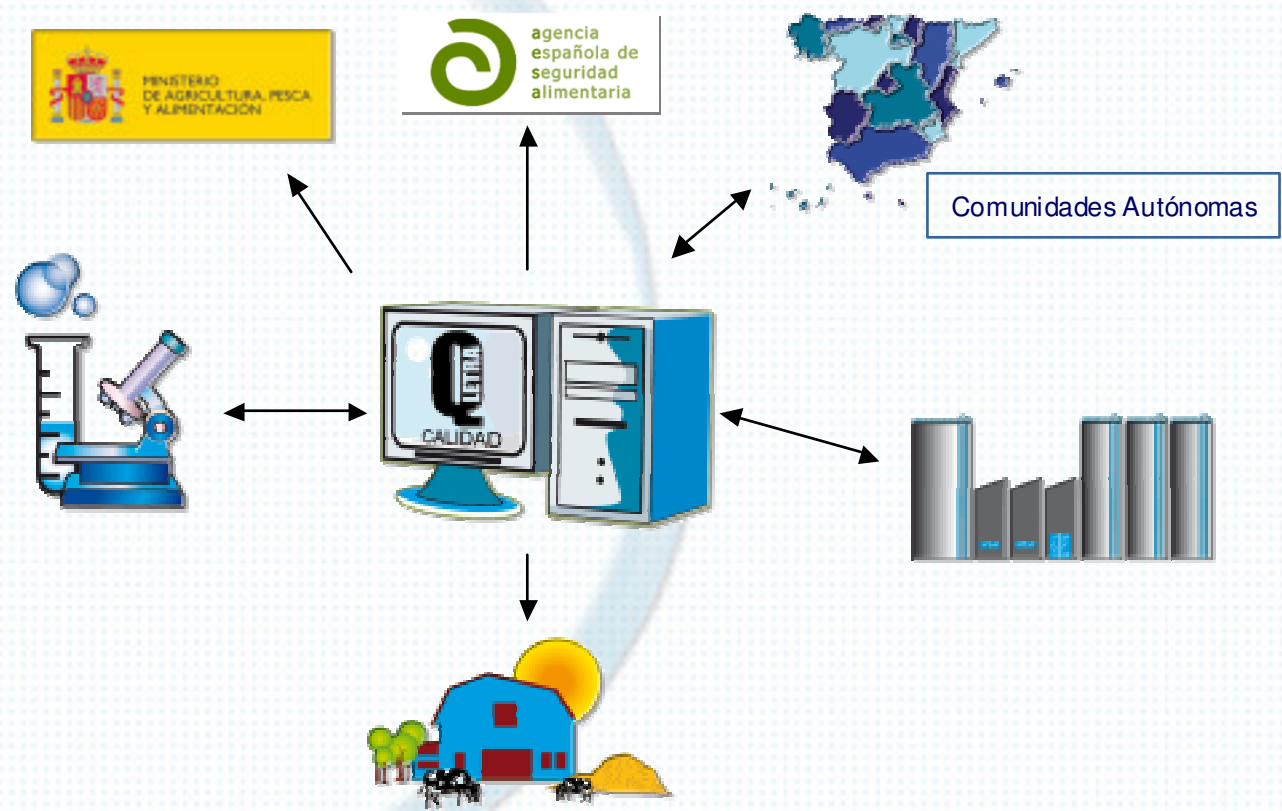 MINISTERIO
DE AGRICULTURA, PESCA
Y ALIMENTACIÓN
agencia
española de
seguridad
alimentaria
Comunidades Autónomas
Q
LETRA
CALIDAD